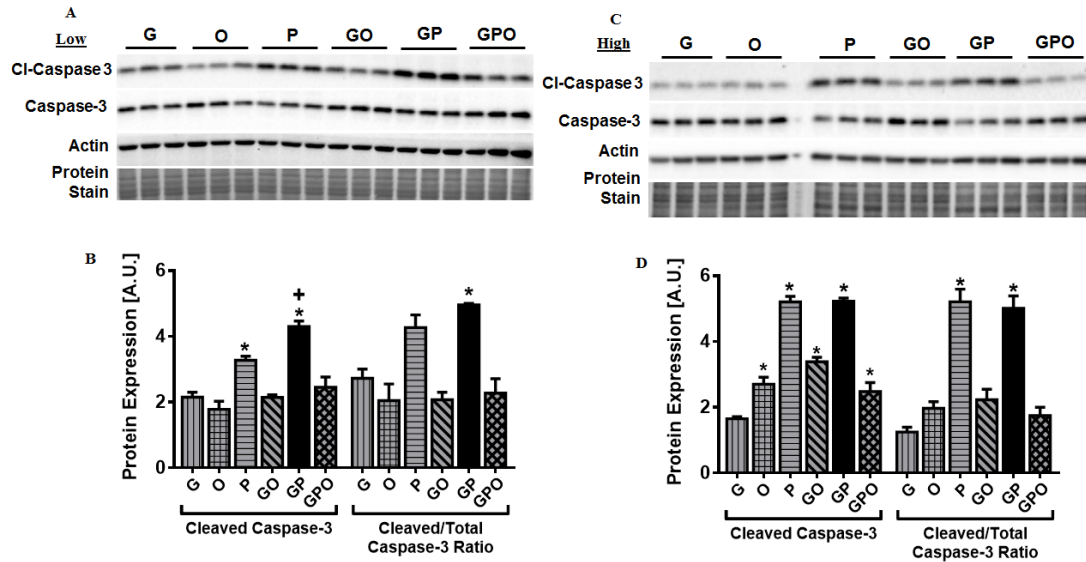 A
Low
G O P GO GP GPO
Cl-Caspase 3
Caspase-3
Actin
Protein
Stain
C
High
G O P GO GP GPO
Cl-Caspase 3
Caspase-3
Actin
Protein
Stain
B
Protein Expression [A.U.]
6
4
2
0
+
*
*
*
G O P GO GP GPO G O P GO GP GPO
Cleaved Caspase-3
Cleaved/Total
Caspase-3 Ratio
D
Protein Expression [A.U.]
6
4
2
0
* * * * * * *
G O P GO GP GPO G O P GO GP GPO
Cleaved Caspase-3
Cleaved/Total
Caspase-3 Ratio